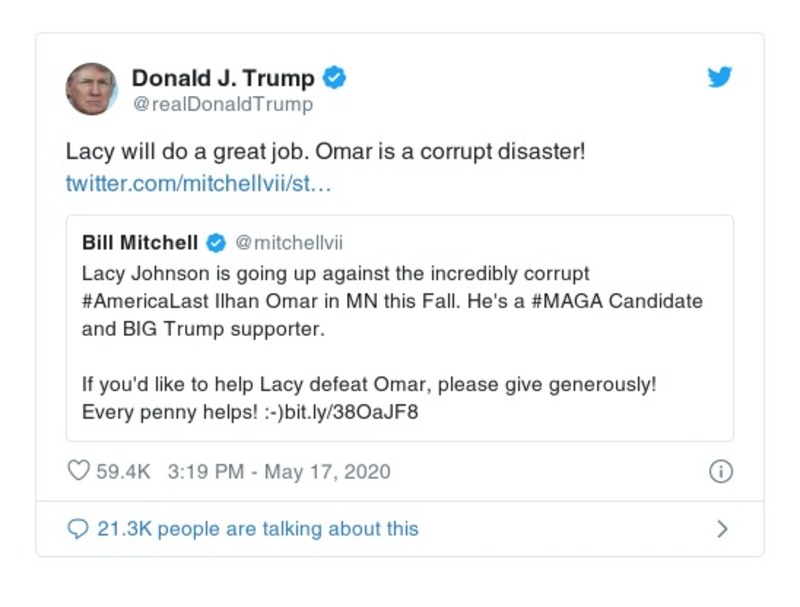 Donald J. Trump
@realDonaldTrump
Lacy will do a great job. Omar is a corrupt disaster!
twitter.com/mitchellvii/st…
Bill Mitchell @mitchellvii
Lacy Johnson is going up against the incredibly corrupt
#AmericaLast Ilhan Omar in MN this Fall. He's a #MAGA Candidate
and BIG Trump supporter.
If you'd like to help Lacy defeat Omar, please give generously!
Every penny helps! :-)bit.ly/38OaJF8
59.4K 3:19 PM - May 17, 2020
21.3K people are talking about this